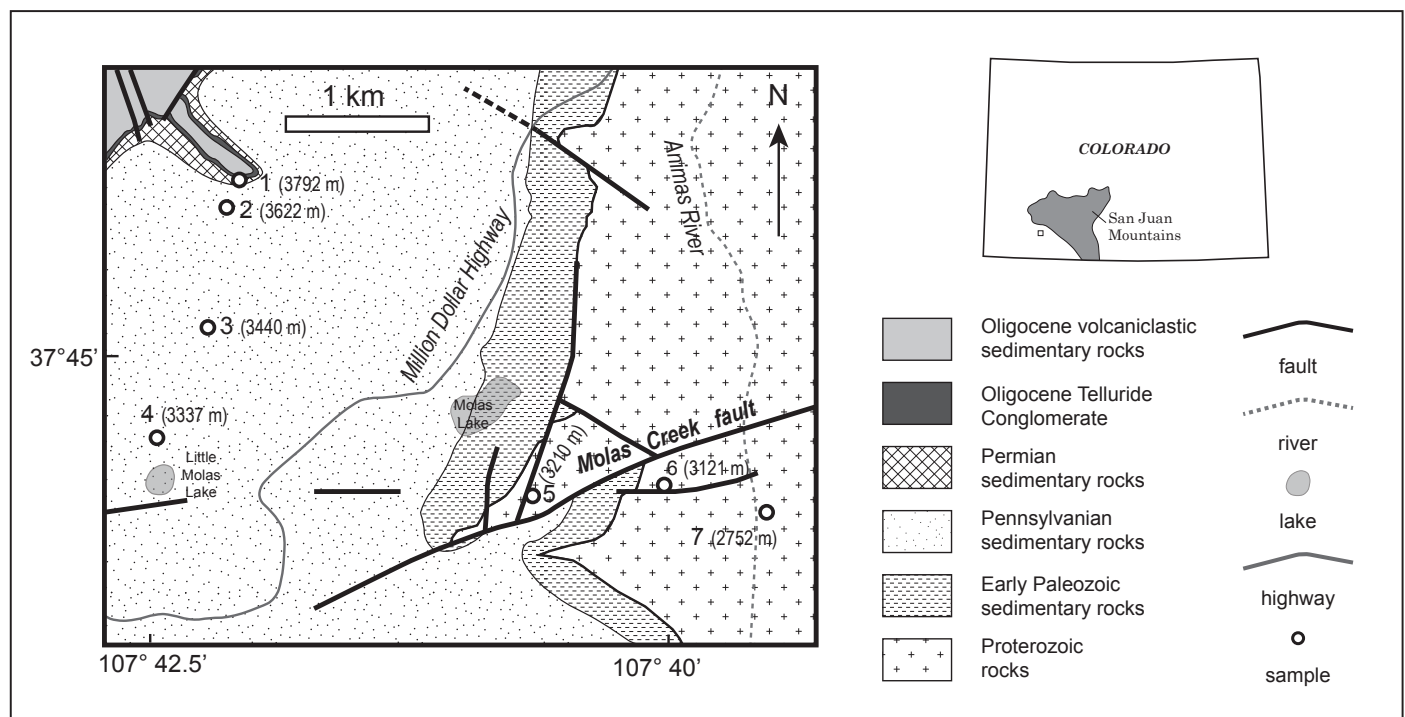 1 km
N
1 (3792 m)
2 (3622 m)
3 (3440 m)
4 (3337 m)
Little
Molas
Lake
Million Dollar Highway
Animas River
Molas
Lake
Molas Creek fault
(3210 m)
5
6 (3121 m)
7 (2752 m)
37°45'
107° 42.5'
107° 40'
COLORADO
San Juan
Mountains
Oligocene volcaniclastic
sedimentary rocks
Oligocene Telluride
Conglomerate
Permian
sedimentary rocks
Pennsylvanian
sedimentary rocks
Early Paleozoic
sedimentary rocks
Proterozoic
rocks
fault
river
lake
highway
sample